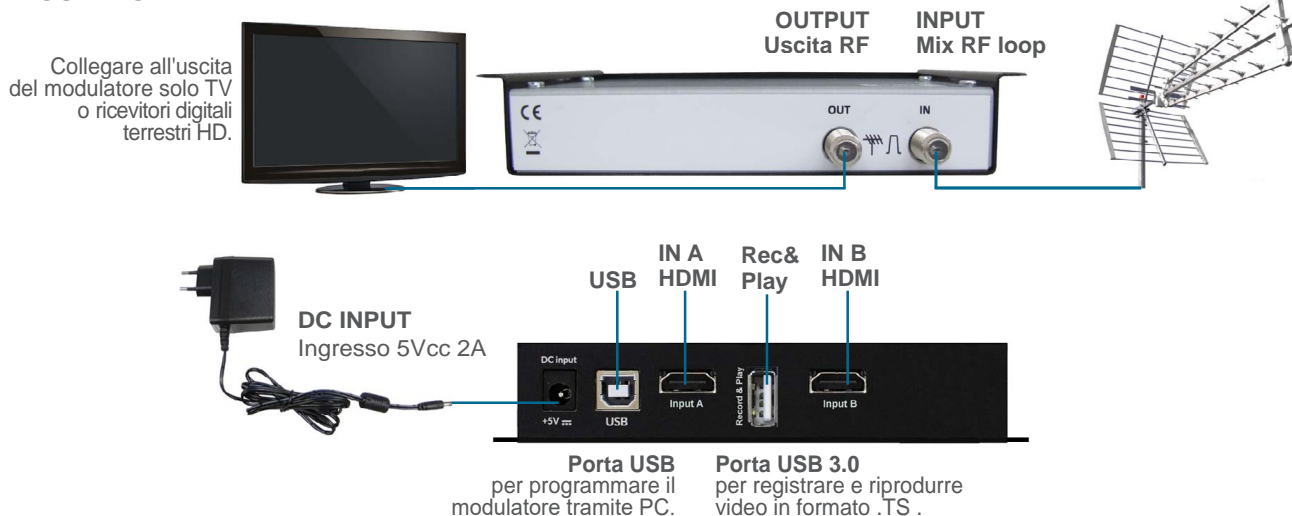 Collegare all'uscita
del modulatore solo TV
o ricevitori digitali
terrestri HD.
OUTPUT
Uscita RF
INPUT
Mix RF loop
CE
OUT
IN
USB
IN A
HDMI
Rec&
Play
IN B
HDMI
DC INPUT
Ingresso 5Vcc 2A
DC input
+5V
USB
Input A
Record & Play
Input B
Porta USB
per programmare il
modulatore tramite PC.
Porta USB 3.0
per registrare e riprodurre
video in formato .TS .